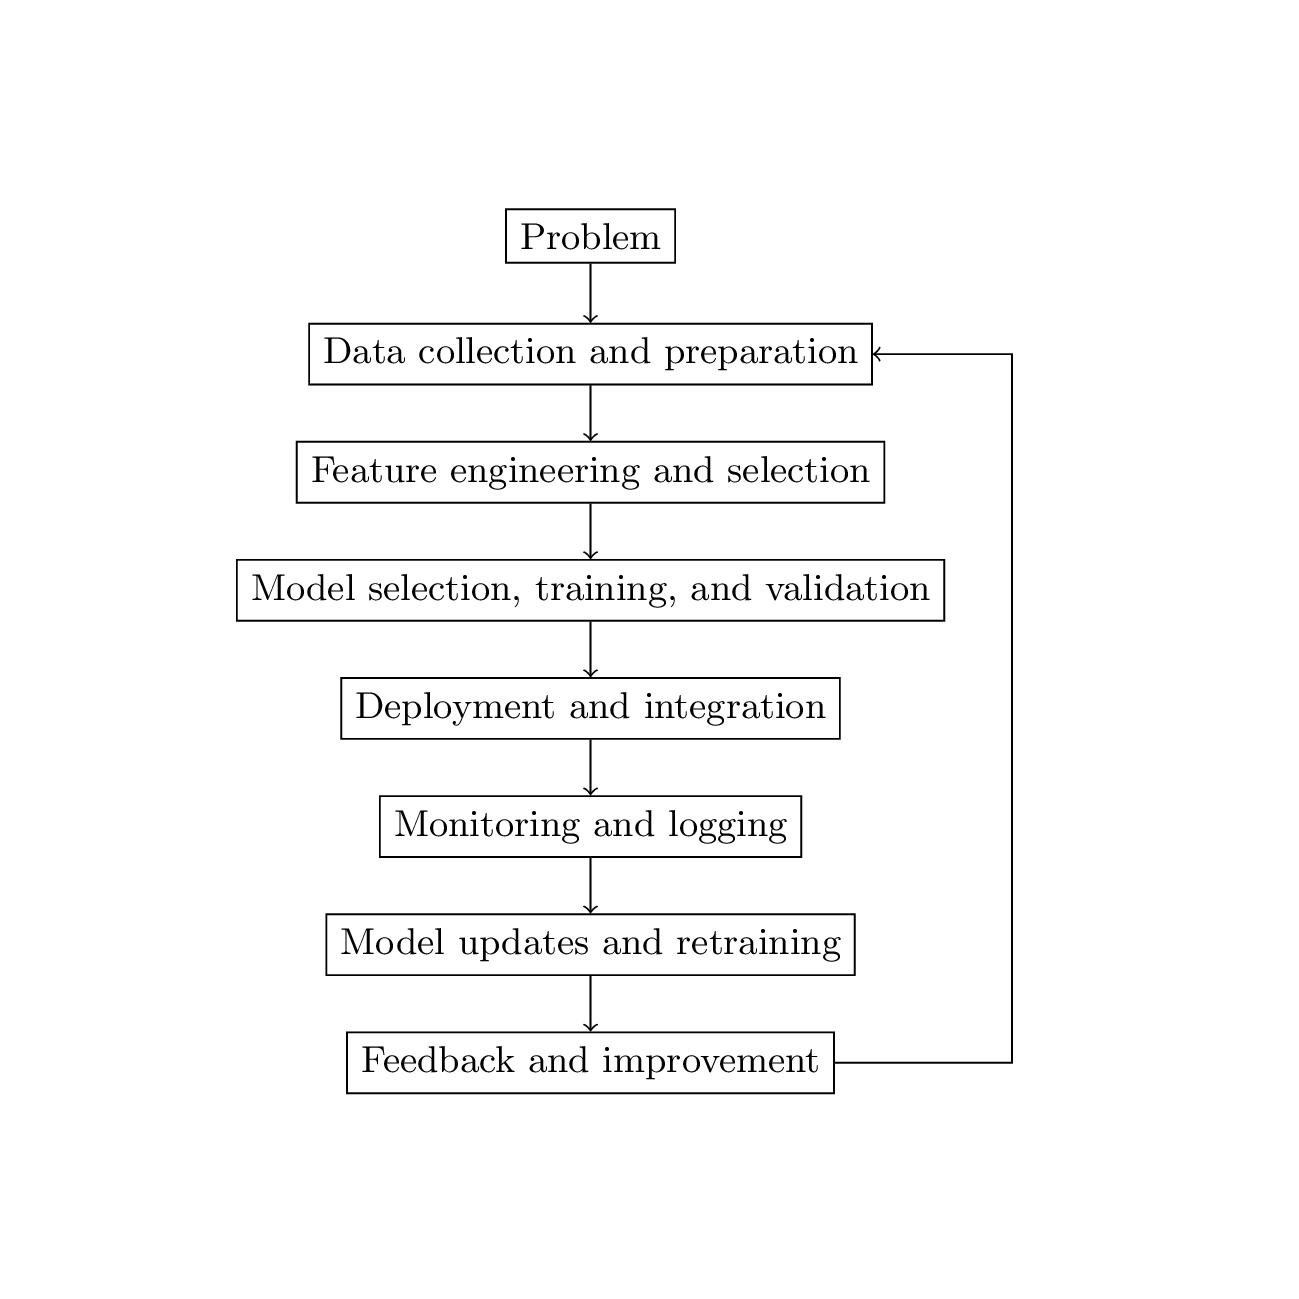 Problem
Data collection and preparation
Feature engineering and selection
Model selection, training, and validation
Deployment and integration
Monitoring and logging
Model updates and retraining
Feedback and improvement